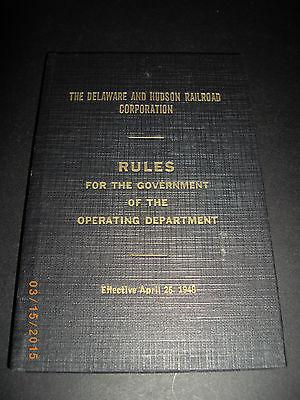 THE DELAWARE AND HUDSON RAILROAD
CORPORATION
RULES
FOR THE GOVERNMENT
OF THE
OPERATING DEPARTMENT
Effective April 25 1948
03/15/2015